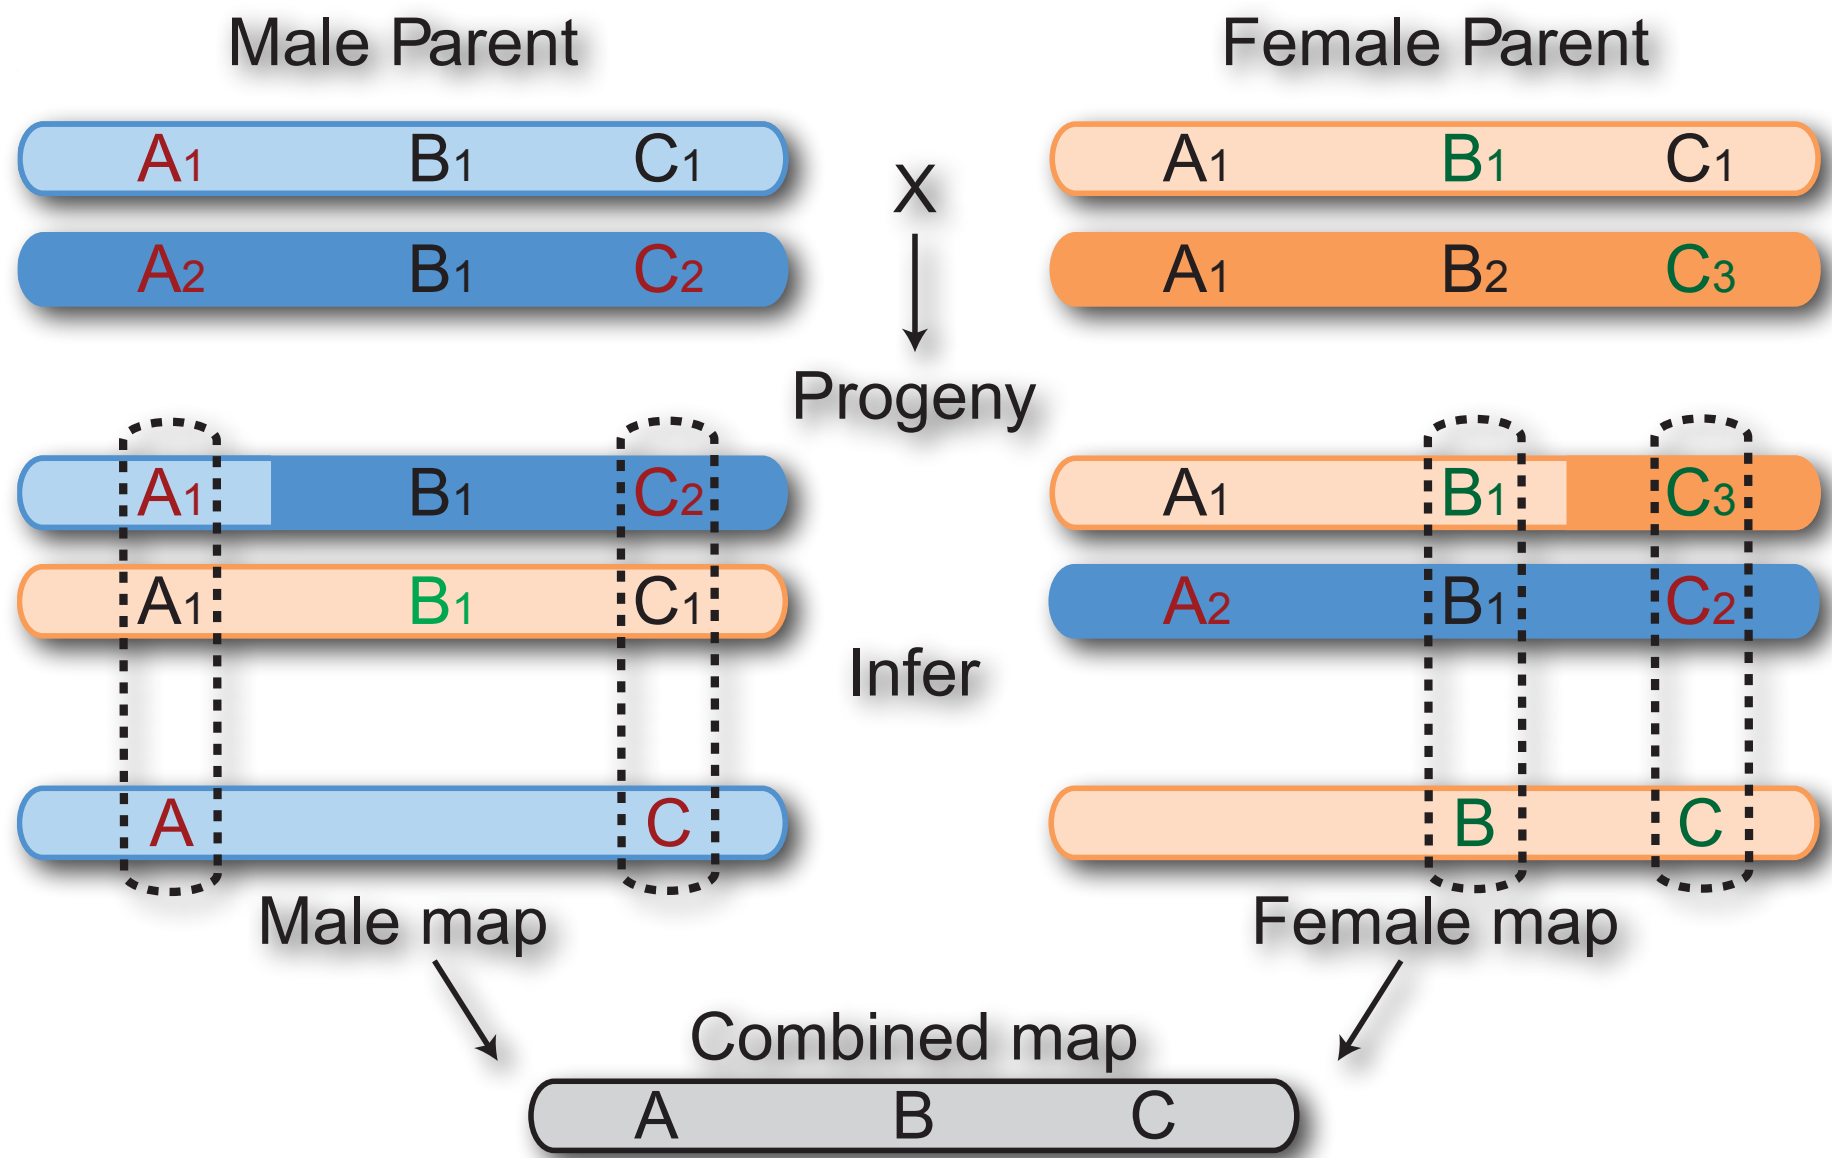 Male Parent
Female Parent
A1 B1 C1
X
A1 B1 C1
A2 B1 C2
A1 B2 C3
Progeny
A1 B1 C2
A1 B1 C3
A1 B1 C1
A2 B1 C2
Infer
A C
B C
Male map
Female map
Combined map
A B C